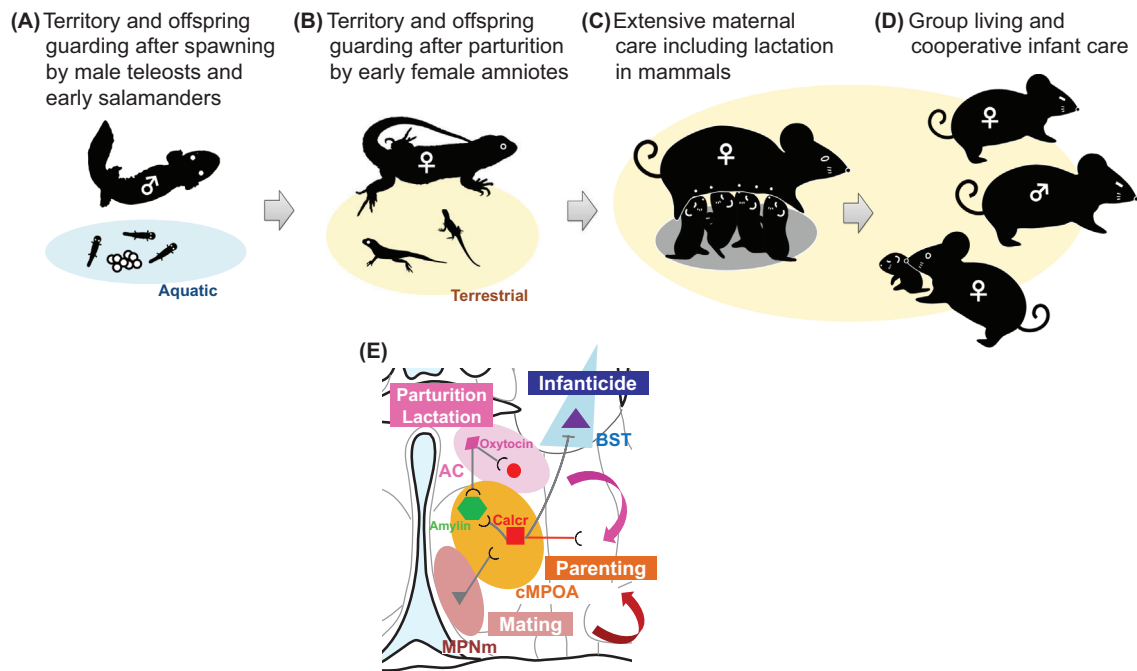 (A) Territory and offspring
guarding after spawning
by male teleosts and
early salamanders
(B) Territory and offspring
guarding after parturition
by early female amniotes
(C) Extensive maternal
care including lactation
in mammals
(D) Group living and
cooperative infant care
♂
♀
♀
♀
♂
♀
Aquatic
Terrestrial
(E)
Infanticide
Parturition
Lactation
Oxytocin
BST
AC
Amylin
Calcr
Parenting
cMPOA
Mating
MPNm